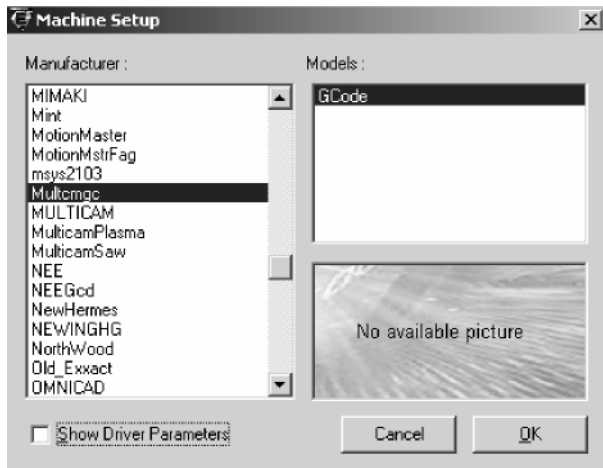 Machine Setup
Manufacturer :
MIMAKI
Mint
MotionMaster
MotionMstrFag
msys2103
Multcmgc
MULTICAM
MulticamPlasma
MulticamSaw
NEE
NEEGcd
NewHermes
NEWINGHG
NorthWood
Old_Exxact
OMNICAD
Models :
GCode
No available picture
Show Driver Parameters
Cancel
OK